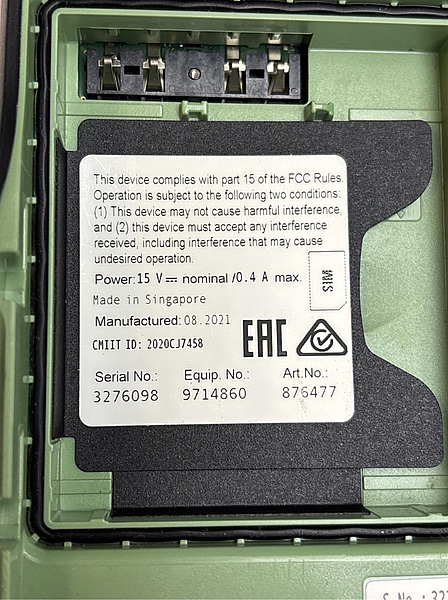 This device complies with part 15 of the FCC Rules.
Operation is subject to the following two conditions:
(1) This device may not cause harmful interference,
and (2) this device must accept any interference
received, including interference that may cause
undesired operation.
Power: 15 V⎓ nominal /0.4 A max.
SIM
Made in Singapore
Manufactured: 08.2021
CMIIT ID: 2020CJ7458
EAC
Serial No.: Equip. No.: Art.No.:
3276098 9714860 876477
S.No.: 32